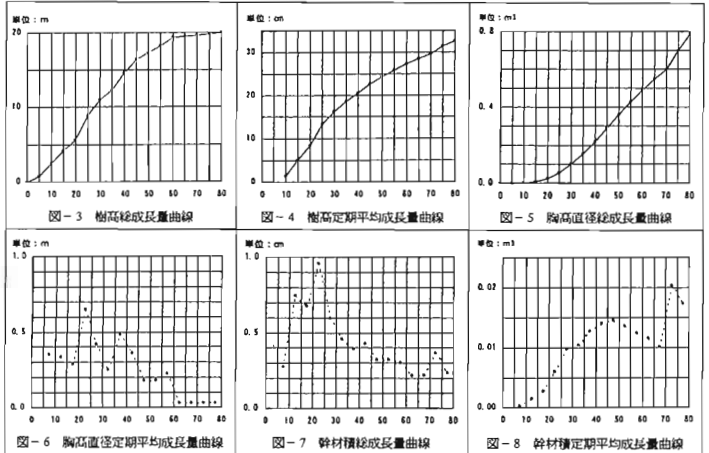 単位:m
20
10
0
0 10 20 30 40 50 60 70 80
図-3 樹高総成長量曲線
単位:cm
30
20
10
0
0 10 20 30 40 50 60 70 80
図-4 樹高定期平均成長量曲線
単位:m3
0.8
0.4
0.0
0 10 20 30 40 50 60 70 80
図-5 胸高直径総成長量曲線
単位:m
1.0
0.5
0.0
0 10 20 30 40 50 60 70 80
図-6 胸高直径定期平均成長量曲線
単位:cm
1.0
0.5
0.0
0 10 20 30 40 50 60 70 80
図-7 幹材積総成長量曲線
単位:m3
0.02
0.01
0.00
0 10 20 30 40 50 60 70 80
図-8 幹材積定期平均成長量曲線